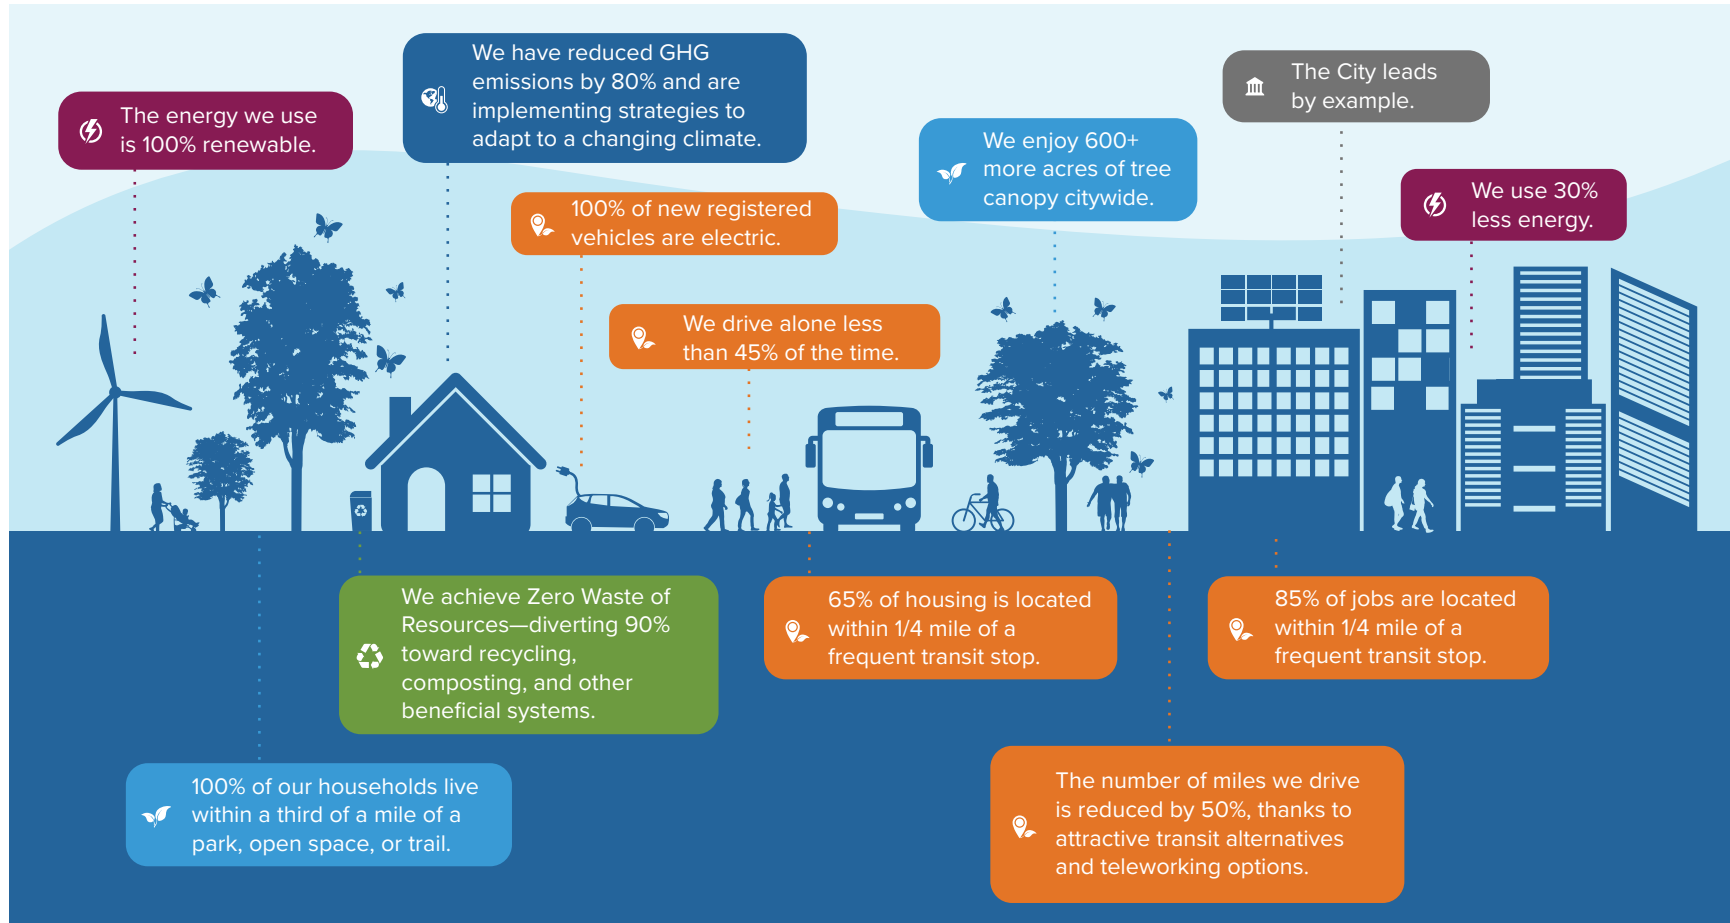 The energy we use
is 100% renewable.
We have reduced GHG
emissions by 80% and are
implementing strategies to
adapt to a changing climate.
100% of new registered
vehicles are electric.
We drive alone less
than 45% of the time.
We enjoy 600+
more acres of tree
canopy citywide.
The City leads
by example.
We use 30%
less energy.
We achieve Zero Waste of
Resources—diverting 90%
toward recycling,
composting, and other
beneficial systems.
65% of housing is located
within 1/4 mile of a
frequent transit stop.
85% of jobs are located
within 1/4 mile of a
frequent transit stop.
100% of our households live
within a third of a mile of a
park, open space, or trail.
The number of miles we drive
is reduced by 50%, thanks to
attractive transit alternatives
and teleworking options.